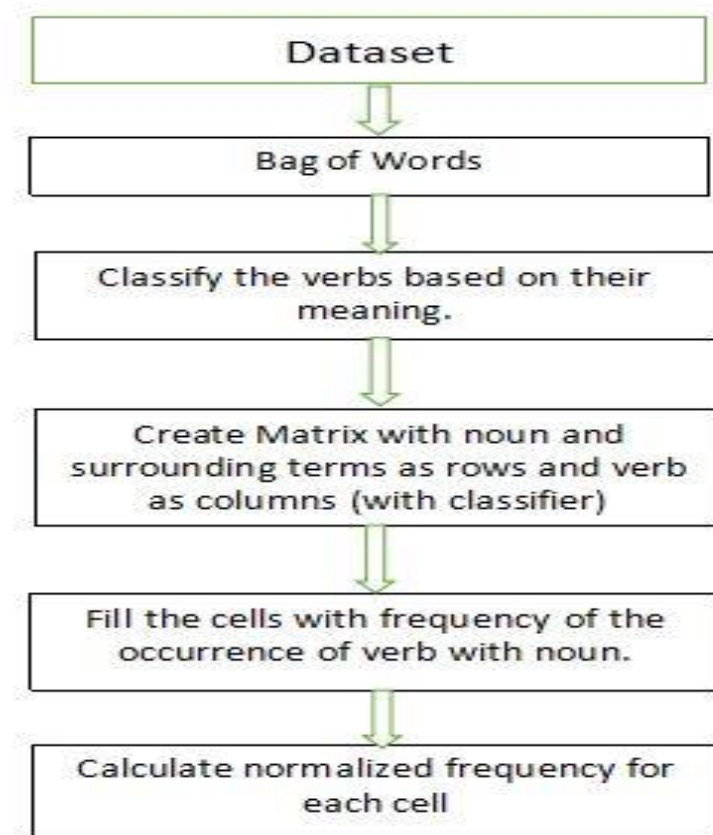 Dataset
Bag of Words
Classify the verbs based on their
meaning.
Create Matrix with noun and
surrounding terms as rows and verb
as columns (with classifier)
Fill the cells with frequency of the
occurrence of verb with noun.
Calculate normalized frequency for
each cell